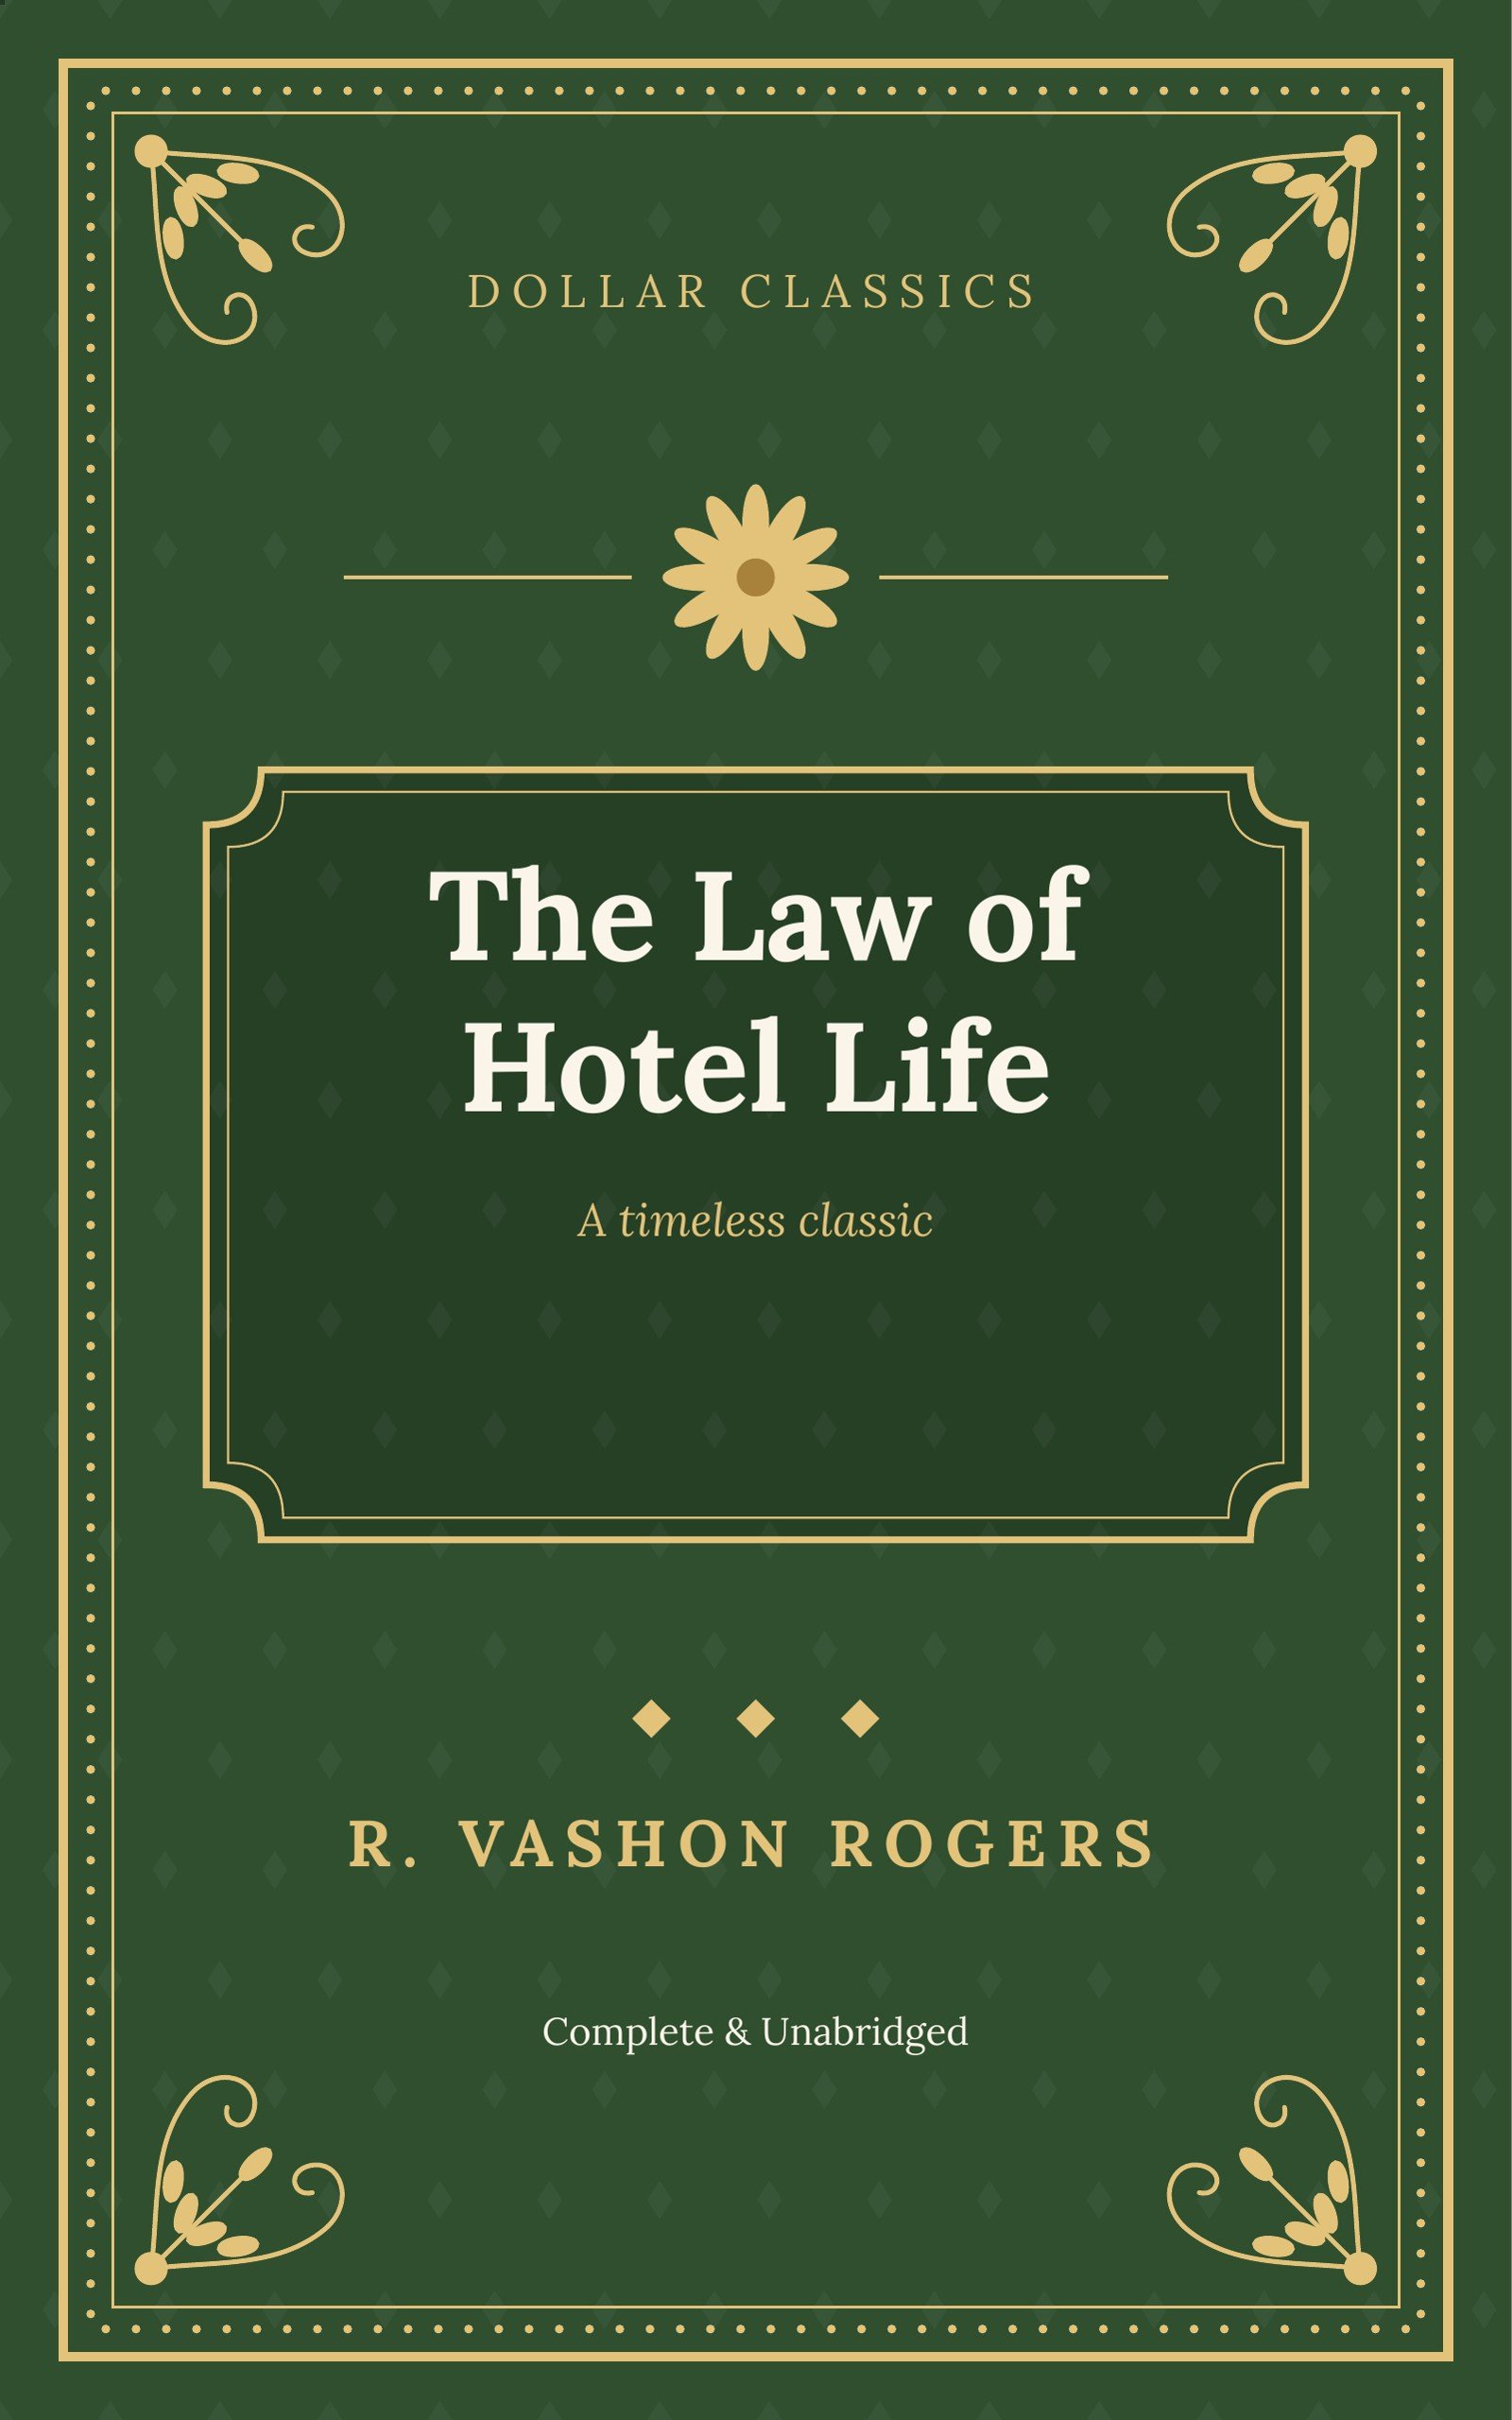 DOLLAR CLASSICS
The Law of
Hotel Life
A timeless classic
R. VASHON ROGERS
Complete & Unabridged